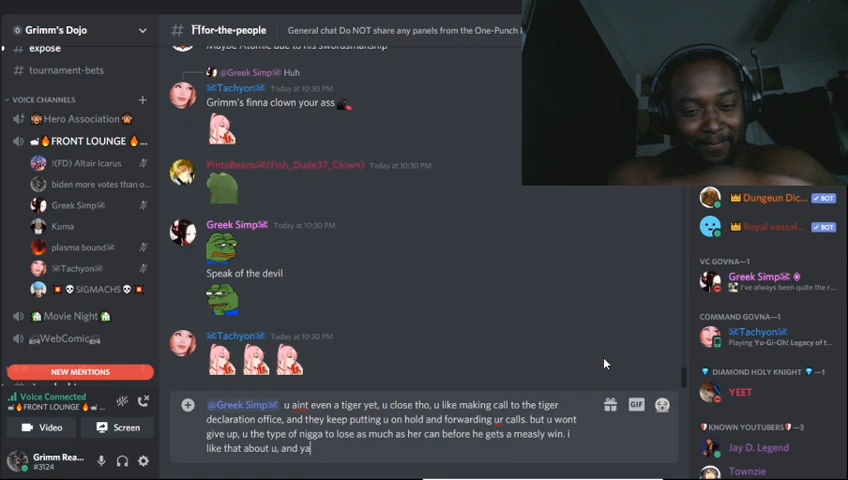 Grimm's Dojo
for-the-people
General chat Do NOT share any panels from the One-Punch
expose
tournament-bets
VOICE CHANNELS
Hero Association
FRONT LOUNGE
!(FD) Altair Icarus
biden more votes than o...
Greek Simp
Kuma
plasma bound
Tachyon
SIGMACHS
Movie Night
WebComic
NEW MENTIONS
Voice Connected
FRONT LOUNGE
Video
Screen
Grimm Rea...
#3124
Maybe Atomic due to his swordsmanship
@Greek Simp Huh
Tachyon Today at 10:30 PM
Grimm's finna clown your ass
PintoBeans (Fish_Dude37_Clown) Today at 10:30 PM
Greek Simp Today at 10:30 PM
Speak of the devil
Tachyon Today at 10:30 PM
@Greek Simp u aint even a tiger yet, u close tho, u like making call to the tiger
declaration office, and they keep putting u on hold and forwarding ur calls. but u wont
give up, u the type of nigga to lose as much as her can before he gets a measly win. i
like that about u, and ya
GIF
Dungeun Dic... BOT
Royal vassal... BOT
VC GOVNA—1
Greek Simp
I've always been quite the r...
COMMAND GOVNA—1
Tachyon
Playing Yu-Gi-Oh! Legacy of t...
DIAMOND HOLY KNIGHT —1
YEET
KNOWN YOUTUBERS —3
Jay D. Legend
Townzie